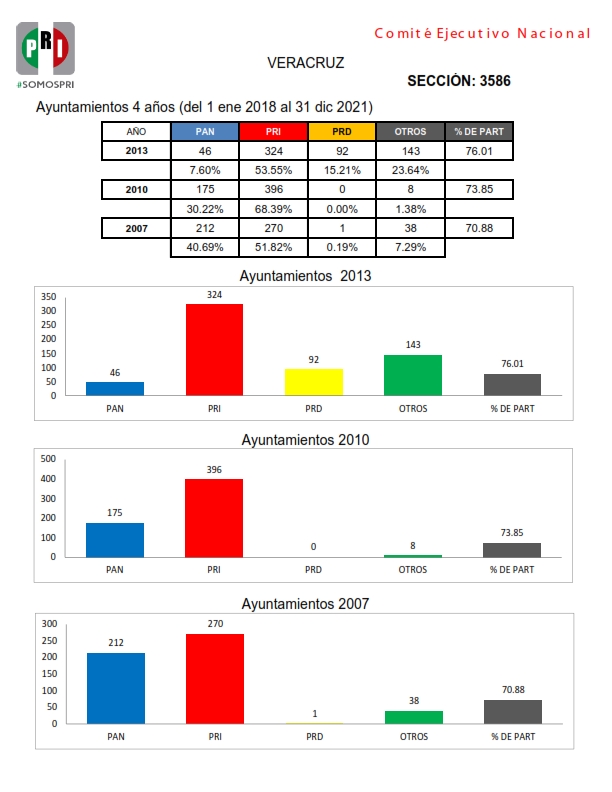 Comité Ejecutivo Nacional
PRI
#SOMOSPRI
VERACRUZ
SECCIÓN: 3586
Ayuntamientos 4 años (del 1 ene 2018 al 31 dic 2021)
AÑO PAN PRI PRD OTROS % DE PART
2013 46 324 92 143 76.01
7.60% 53.55% 15.21% 23.64%
2010 175 396 0 8 73.85
30.22% 68.39% 0.00% 1.38%
2007 212 270 1 38 70.88
40.69% 51.82% 0.19% 7.29%
Ayuntamientos 2013
350
300
250
200
150
100
50
0
46 324 92 143 76.01
PAN PRI PRD OTROS % DE PART
Ayuntamientos 2010
500
400
300
200
100
0
175 396 0 8 73.85
PAN PRI PRD OTROS % DE PART
Ayuntamientos 2007
300
250
200
150
100
50
0
212 270 1 38 70.88
PAN PRI PRD OTROS % DE PART